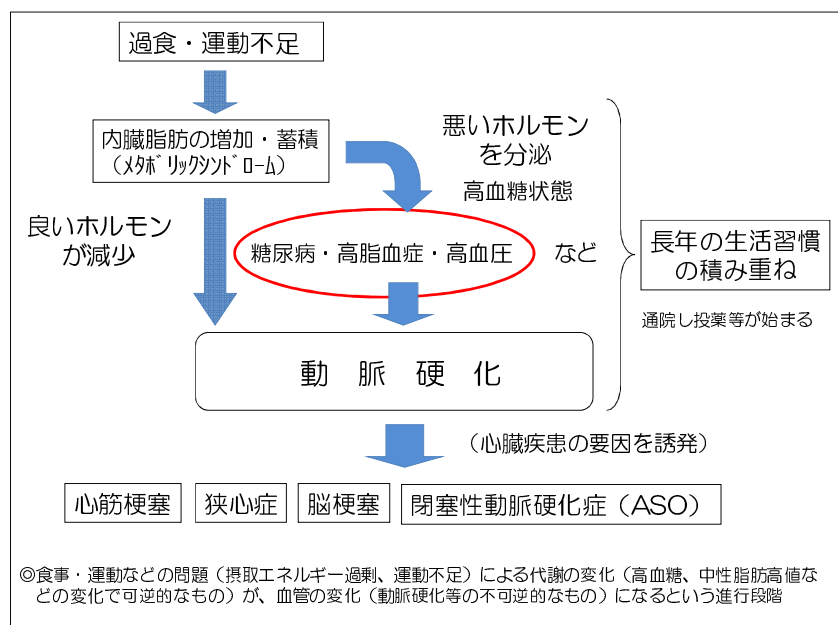 過食・運動不足
内臓脂肪の増加・蓄積
（ﾒﾀﾎﾞﾘｯｸｼﾝﾄﾞﾛｰﾑ）
悪いホルモン
を分泌
高血糖状態
良いホルモン
が減少
糖尿病・高脂血症・高血圧
など
長年の生活習慣
の積み重ね
通院し投薬等が始まる
動 脈 硬 化
（心臓疾患の要因を誘発）
心筋梗塞
狭心症
脳梗塞
閉塞性動脈硬化症（ASO）
◎食事・運動などの問題（摂取エネルギー過剰、運動不足）による代謝の変化（高血糖、中性脂肪高値な
どの変化で可逆的なもの）が、血管の変化（動脈硬化等の不可逆的なもの）になるという進行段階